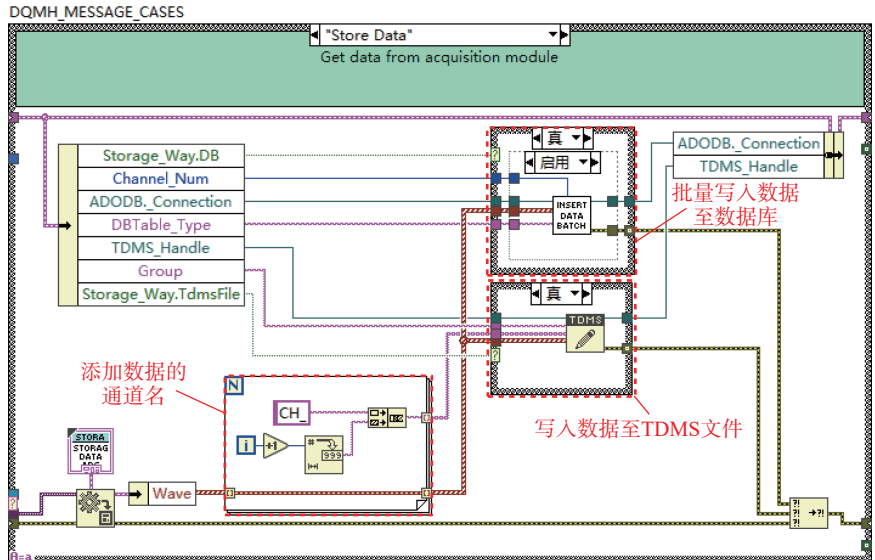 DQMH_MESSAGE_CASES
"Store Data"
Get data from acquisition module
Storage_Way.DB
Channel_Num
ADODB._Connection
DBTable_Type
TDMS_Handle
Group
Storage_Way.TdmsFile
真
启用
INSERT
DATA
BATCH
ADODB._Connection
TDMS_Handle
批量写入数据
至数据库
真
TDMS
写入数据至TDMS文件
添加数据的
通道名
N
CH_
i
+1
#
999
STORA
STORAG
DATA
Wave
?!
?!
?!
?!